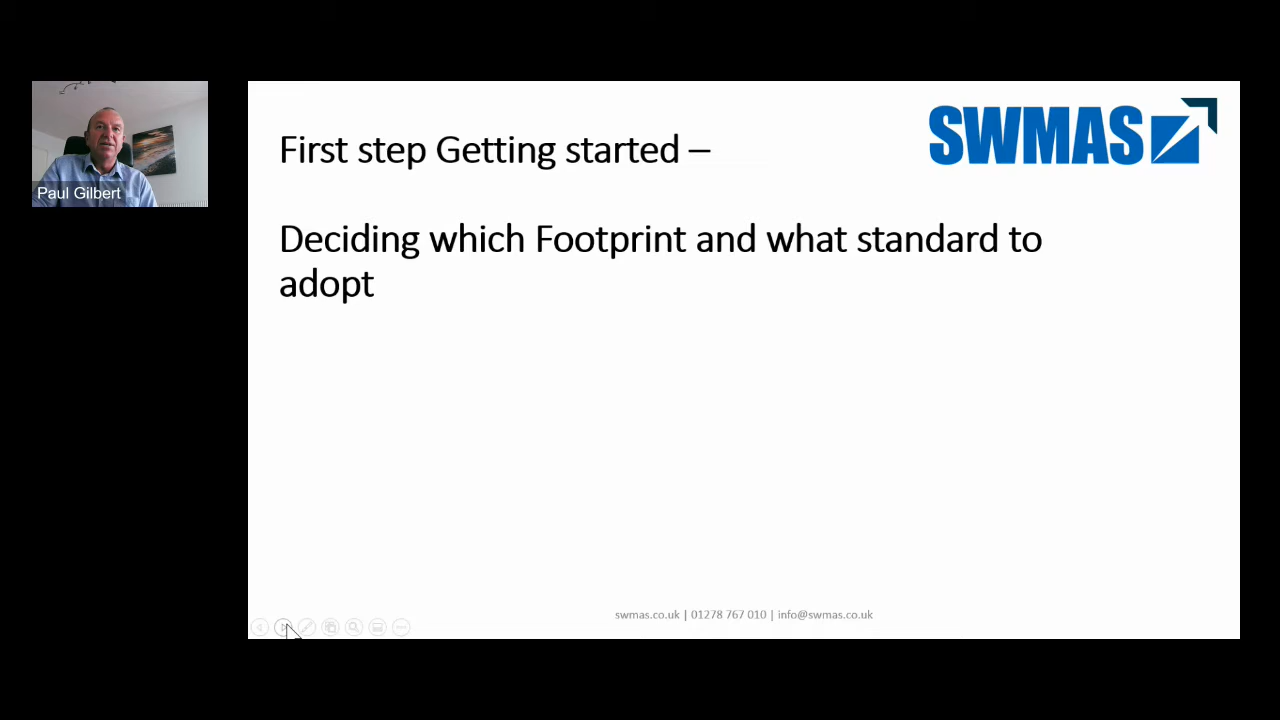 SWMAS
First step Getting started –
Deciding which Footprint and what standard to
adopt
Paul Gilbert
swmas.co.uk | 01278 767 010 | info@swmas.co.uk